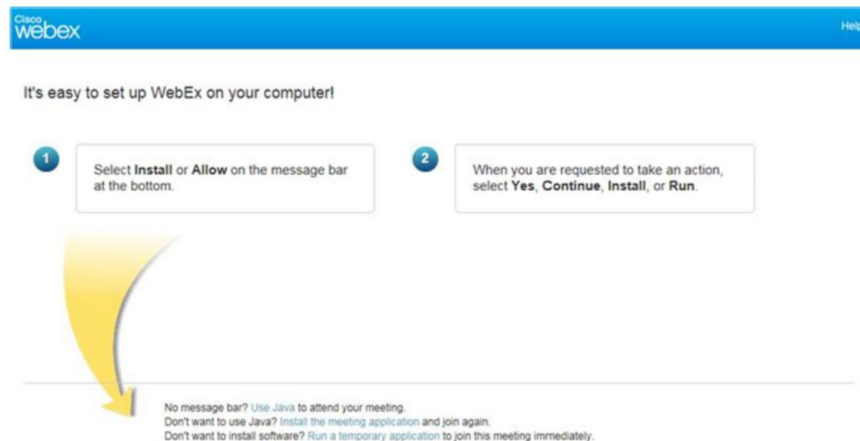 Cisco
webex
Help
It's easy to set up WebEx on your computer!
1
Select Install or Allow on the message bar
at the bottom.
2
When you are requested to take an action,
select Yes, Continue, Install, or Run.
No message bar? Use Java to attend your meeting.
Don't want to use Java? Install the meeting application and join again.
Don't want to install software? Run a temporary application to join this meeting immediately.